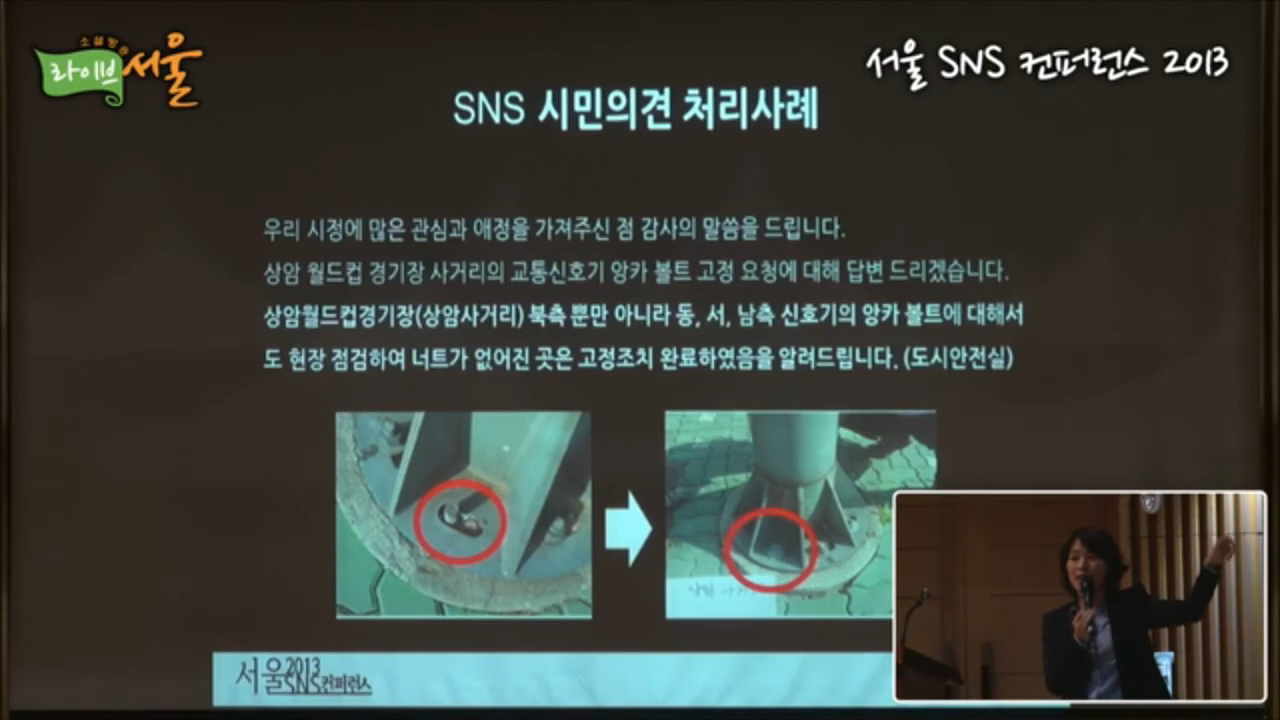 소셜방송
라이브 서울
서울 SNS 컨퍼런스 2013
SNS 시민의견 처리사례
우리 시정에 많은 관심과 애정을 가져주신 점 감사의 말씀을 드립니다.
상암 월드컵 경기장 사거리의 교통신호기 앙카 볼트 고정 요청에 대해 답변 드리겠습니다.
상암월드컵경기장(상암사거리) 북측 뿐만 아니라 동, 서, 남측 신호기의 앙카 볼트에 대해서
도 현장 점검하여 너트가 없어진 곳은 고정조치 완료하였음을 알려드립니다. (도시안전실)
서울2013
SNS컨퍼런스